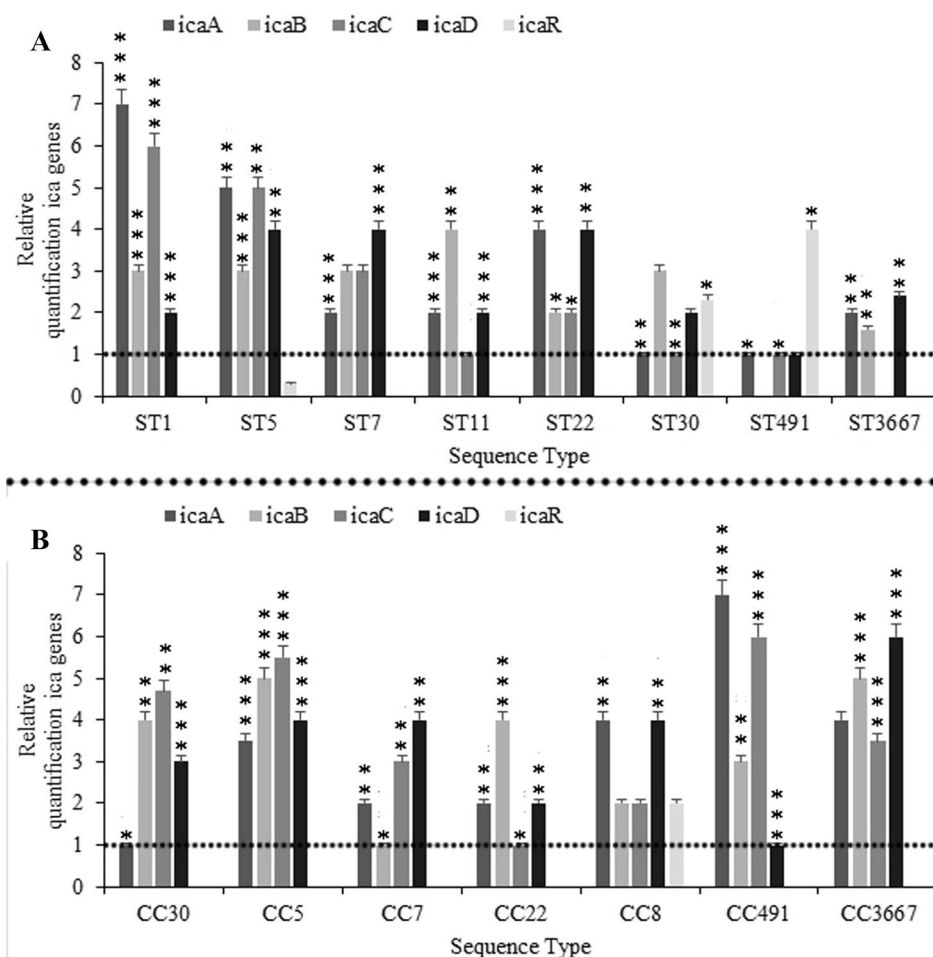 A
icaA icaB icaC icaD icaR
Relative
quantification ica genes
8
7
6
5
4
3
2
1
0
*** *** *** ***
** *** ** **
*** ***
*** ** ***
*** * * **
** ** *
* * *
** ** **
ST1 ST5 ST7 ST11 ST22 ST30 ST491 ST3667
Sequence Type
B
icaA icaB icaC icaD icaR
Relative
quantification ica genes
8
7
6
5
4
3
2
1
0
* ** ** ***
*** *** *** ***
** * ** **
** *** * **
** **
*** ** *** ***
*** *** ***
CC30 CC5 CC7 CC22 CC8 CC491 CC3667
Sequence Type